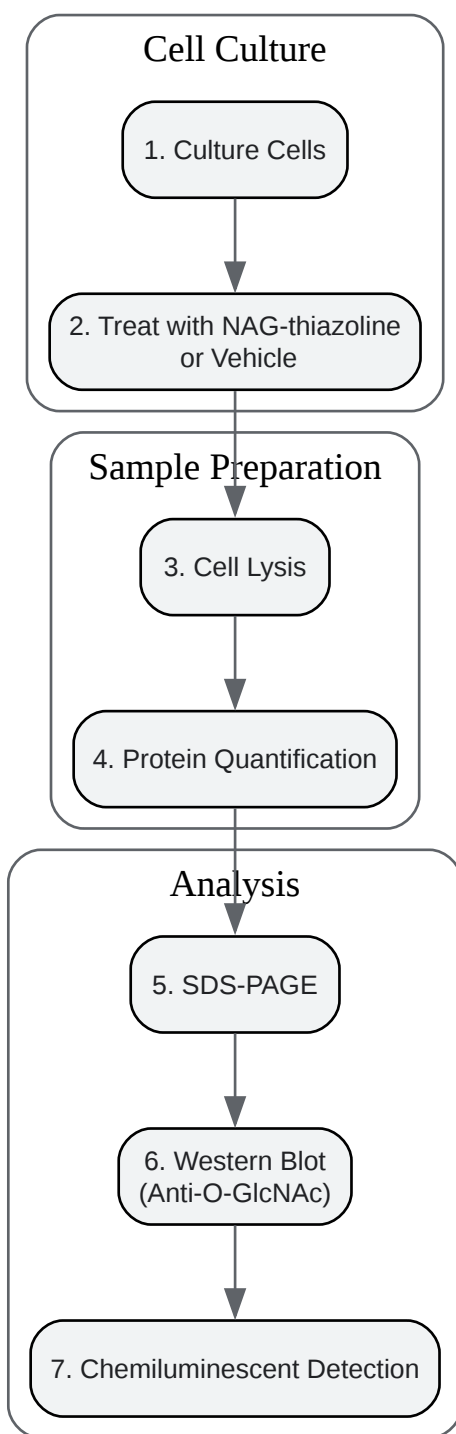 Cell Culture
1. Culture Cells
2. Treat with NAG-thiazoline
or Vehicle
Sample Preparation
3. Cell Lysis
4. Protein Quantification
Analysis
5. SDS-PAGE
6. Western Blot
(Anti-O-GlcNAc)
7. Chemiluminescent Detection